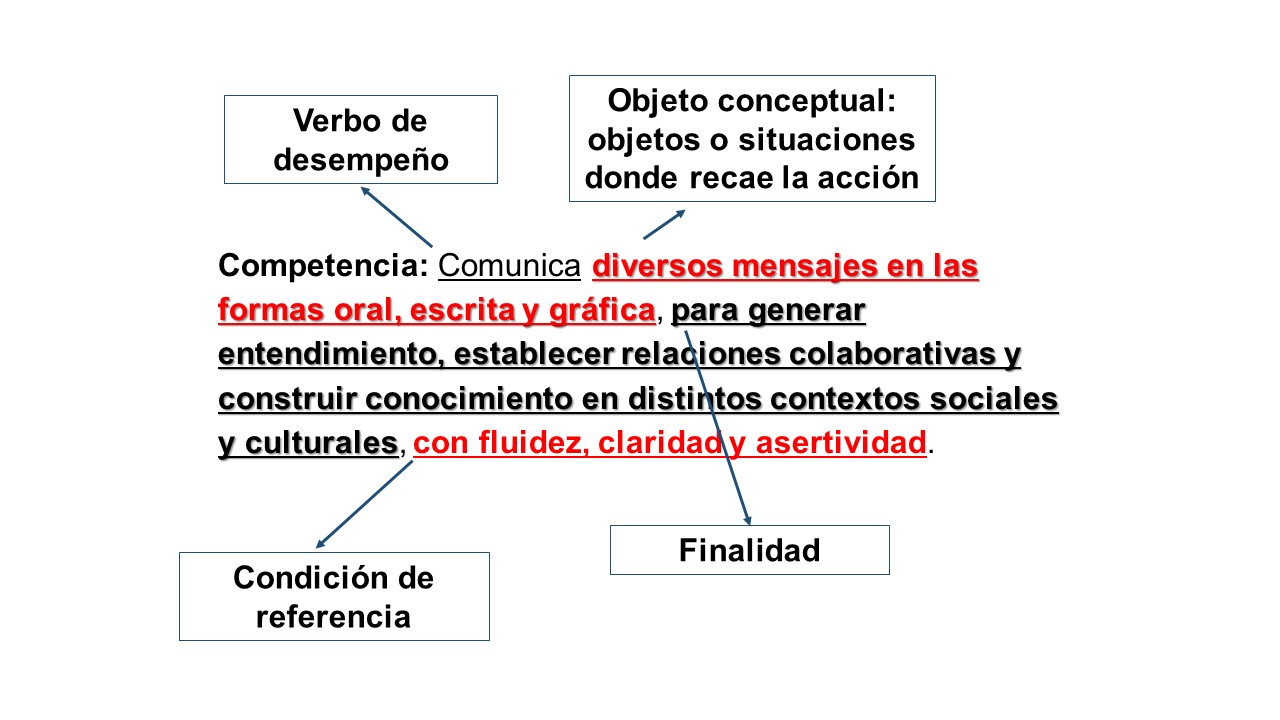 Verbo de
desempeño
Objeto conceptual:
objetos o situaciones
donde recae la acción
Competencia: Comunica diversos mensajes en las
formas oral, escrita y gráfica, para generar
entendimiento, establecer relaciones colaborativas y
construir conocimiento en distintos contextos sociales
y culturales, con fluidez, claridad y asertividad.
Finalidad
Condición de
referencia